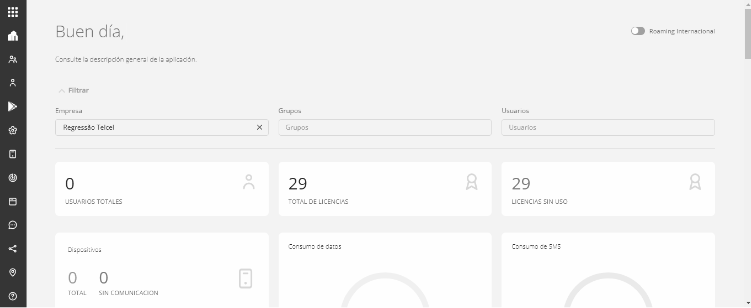 Buen día,
Roaming Internacional
Consulte la descripción general de la aplicación.
Filtrar
Empresa Grupos Usuarios
Regressão Telcel Grupos Usuarios
0 29 29
USUARIOS TOTALES TOTAL DE LICENCIAS LICENCIAS SIN USO
Dispositivos Consumo de datos Consumo de SMS
0 0
TOTAL SIN COMUNICACIÓN